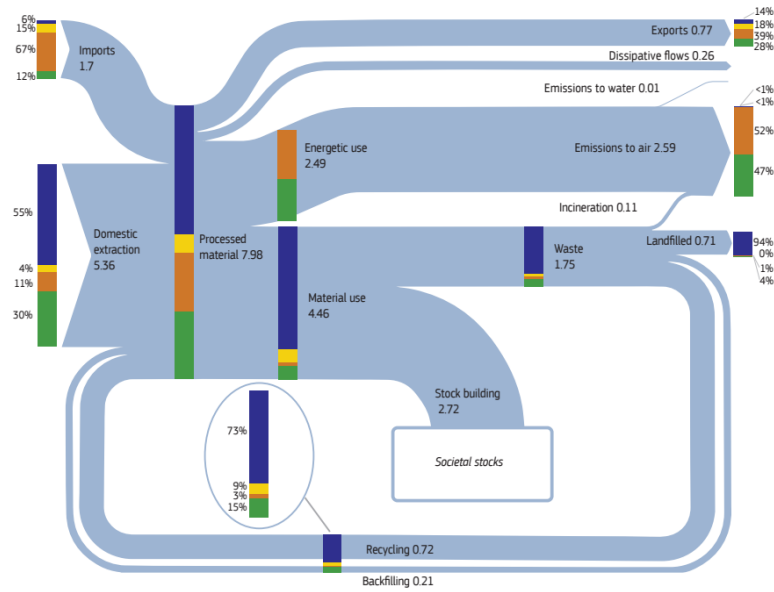 6%
15%
67%
12%
Imports
1.7
Exports 0.77
14%
18%
39%
28%
Dissipative flows 0.26
Emissions to water 0.01
<1%
<1%
52%
47%
Emissions to air 2.59
Energetic use
2.49
Incineration 0.11
55%
4%
11%
30%
Domestic
extraction
5.36
Processed
material 7.98
Material use
4.46
Waste
1.75
Landfilled 0.71
94%
0%
1%
4%
Stock building
2.72
Societal stocks
73%
9%
3%
15%
Recycling 0.72
Backfilling 0.21